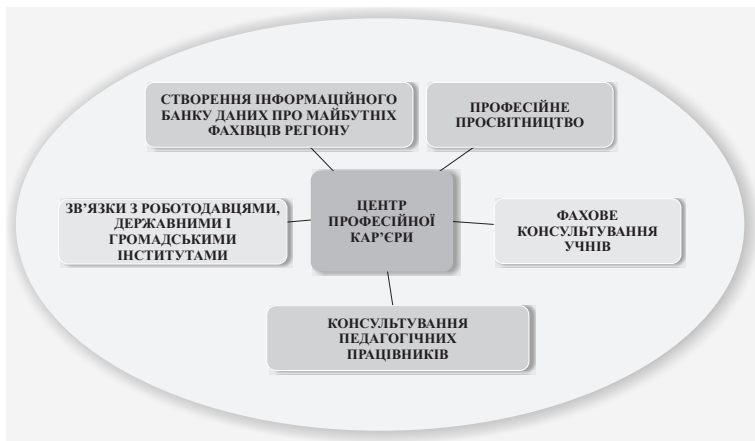 СТВОРЕННЯ ІНФОРМАЦІЙНОГО
БАНКУ ДАНИХ ПРО МАЙБУТНІХ
ФАХІВЦІВ РЕГІОНУ
ПРОФЕСІЙНЕ
ПРОСВІТНИЦТВО
ЗВ’ЯЗКИ З РОБОТОДАВЦЯМИ,
ДЕРЖАВНИМИ І
ГРОМАДСЬКИМИ
ІНСТИТУТАМИ
ЦЕНТР
ПРОФЕСІЙНОЇ
КАР’ЄРИ
ФАХОВЕ
КОНСУЛЬТУВАННЯ
УЧНІВ
КОНСУЛЬТУВАННЯ
ПЕДАГОГІЧНИХ
ПРАЦІВНИКІВ